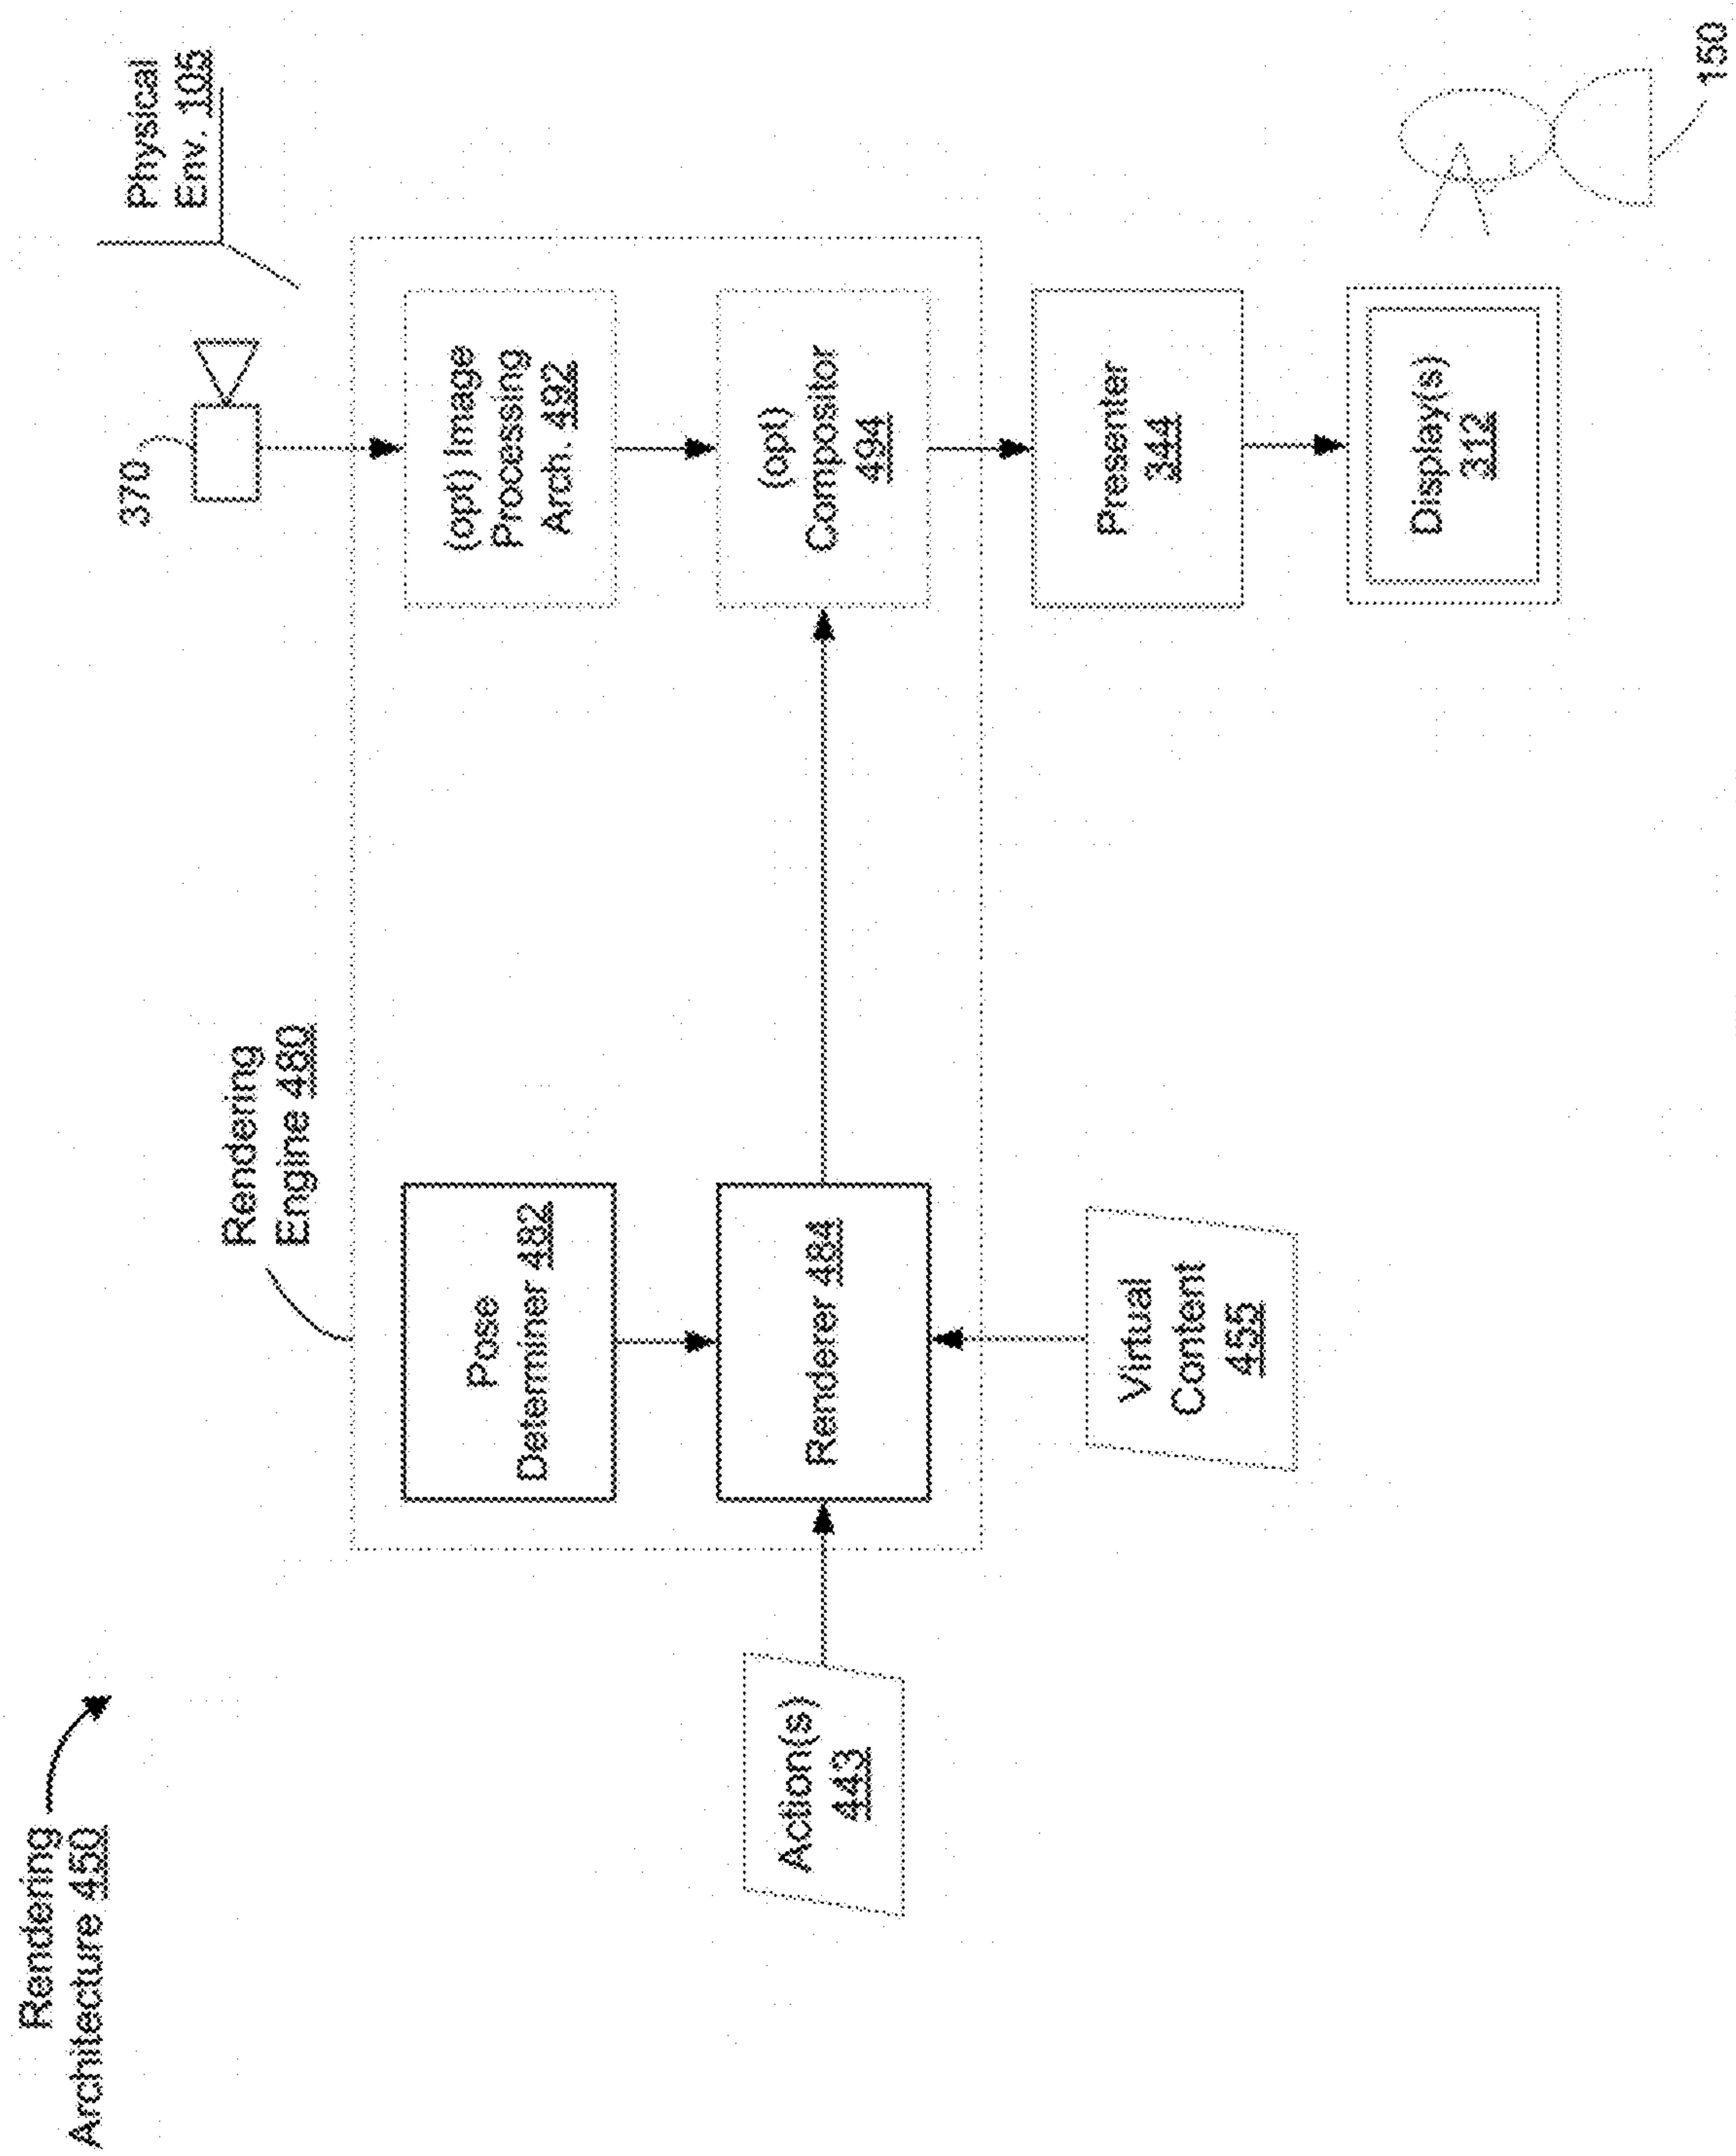 Rendering
Architecture 450
Rendering
Engine 480
370
Physical
Env. 105
Pose
Determiner 482
(opt) Image
Processing
Arch. 492
Action(s)
443
Renderer 484
(opt)
Compositor
494
Virtual
Content
455
Presenter
344
Display(s)
312
150